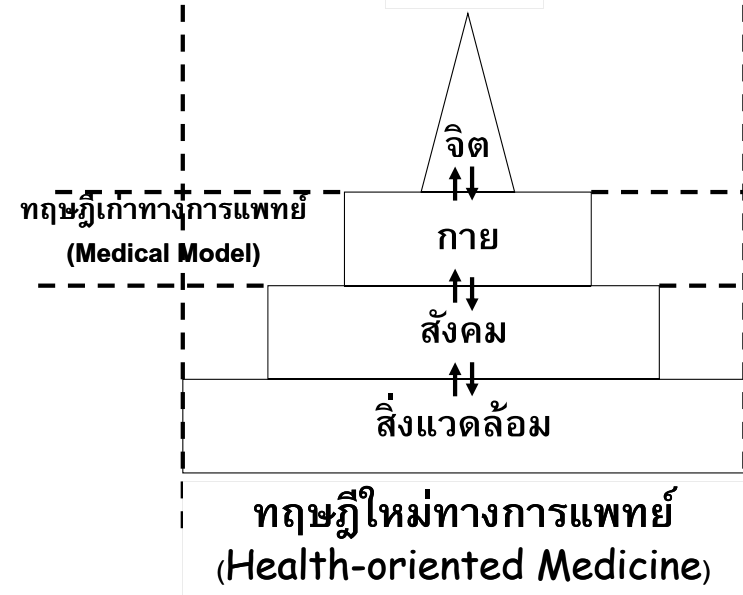 จิต
ทฤษฎีเก่าทางการแพทย์
(Medical Model)
กาย
สังคม
สิ่งแวดล้อม
ทฤษฎีใหม่ทางการแพทย์
(Health-oriented Medicine)